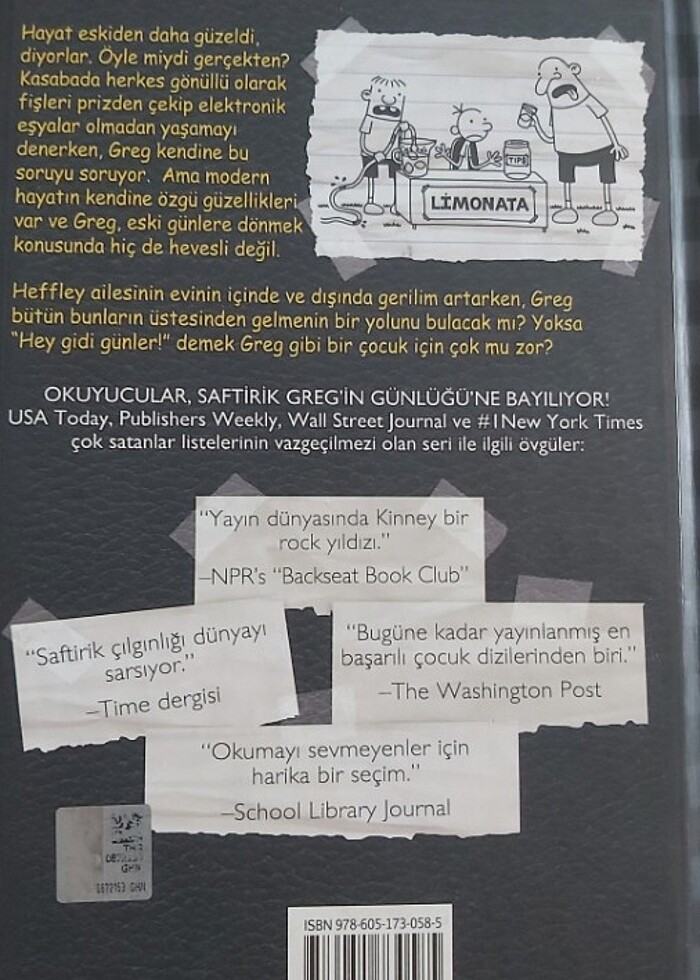 Hayat eskiden daha güzeldi,
diyorlar. Öyle miydi gerçekten?
Kasabada herkes gönüllü olarak
fişleri prizden çekip elektronik
eşyalar olmadan yaşamayı
denerken, Greg kendine bu
soruyu soruyor. Ama modern
hayatın kendine özgü güzellikleri
var ve Greg, eski günlere dönmek
konusunda hiç de hevesli değil.
TIPS
LİMONATA
Heffley ailesinin evinin içinde ve dışında gerilim artarken, Greg
bütün bunların üstesinden gelmenin bir yolunu bulacak mı? Yoksa
"Hey gidi günler!" demek Greg gibi bir çocuk için çok mu zor?
OKUYUCULAR, SAFTİRİK GREG'İN GÜNLÜĞÜ'NE BAYILIYOR!
USA Today, Publishers Weekly, Wall Street Journal ve #1New York Times
çok satanlar listelerinin vazgeçilmezi olan seri ile ilgili övgüler:
"Yayın dünyasında Kinney bir
rock yıldızı."
–NPR's "Backseat Book Club"
"Saftirik çılgınlığı dünyayı
sarsıyor."
–Time dergisi
"Bugüne kadar yayınlanmış en
başarılı çocuk dizilerinden biri."
–The Washington Post
"Okumayı sevmeyenler için
harika bir seçim."
–School Library Journal
GHN
ISBN 978-605-173-058-5